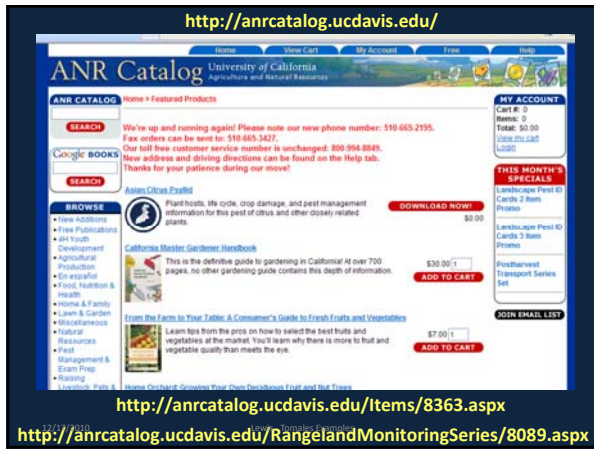 http://anrcatalog.ucdavis.edu/
Home
View Cart
My Account
Free
Help
ANR Catalog
University of California
Agriculture and Natural Resources
ANR CATALOG
SEARCH
Google BOOKS
SEARCH
BROWSE
• New Additions
• Free Publications
• 4H Youth
Development
• Agricultural
Production
• En español
• Food, Nutrition &
Health
• Home & Family
• Lawn & Garden
• Miscellaneous
• Natural
Resources
• Pest
Management &
Exam Prep
• Raising
Livestock, Pets &
Home > Featured Products
We're up and running again! Please note our new phone number: 510.665.2195.
Fax orders can be sent to: 510.665.3427.
Our toll free customer service number is unchanged: 800.994.8849.
New address and driving directions can be found on the Help tab.
Thanks for your patience during our move!
Asian Citrus Psyllid
Plant hosts, life cycle, crop damage, and pest management
information for this pest of citrus and other closely related
plants.
DOWNLOAD NOW!
$0.00
California Master Gardener Handbook
This is the definitive guide to gardening in California! At over 700
pages, no other gardening guide contains this depth of information.
$30.00 1
ADD TO CART
From the Farm to Your Table: A Consumer's Guide to Fresh Fruits and Vegetables
Learn tips from the pros on how to select the best fruits and
vegetables at the market. You'll learn why there is more to fruit and
vegetable quality than meets the eye.
$7.00 1
ADD TO CART
Home Orchard: Growing Your Own Deciduous Fruit and Nut Trees
MY ACCOUNT
Cart #: 0
Items: 0
Total: $0.00
View my cart
Login
THIS MONTH'S
SPECIALS
Landscape Pest ID
Cards 2 Item
Promo
Landscape Pest ID
Cards 3 Item
Promo
Postharvest
Transport Series
Set
JOIN EMAIL LIST
http://anrcatalog.ucdavis.edu/Items/8363.aspx
Lewis Tomales Examples
http://anrcatalog.ucdavis.edu/RangelandMonitoringSeries/8089.aspx